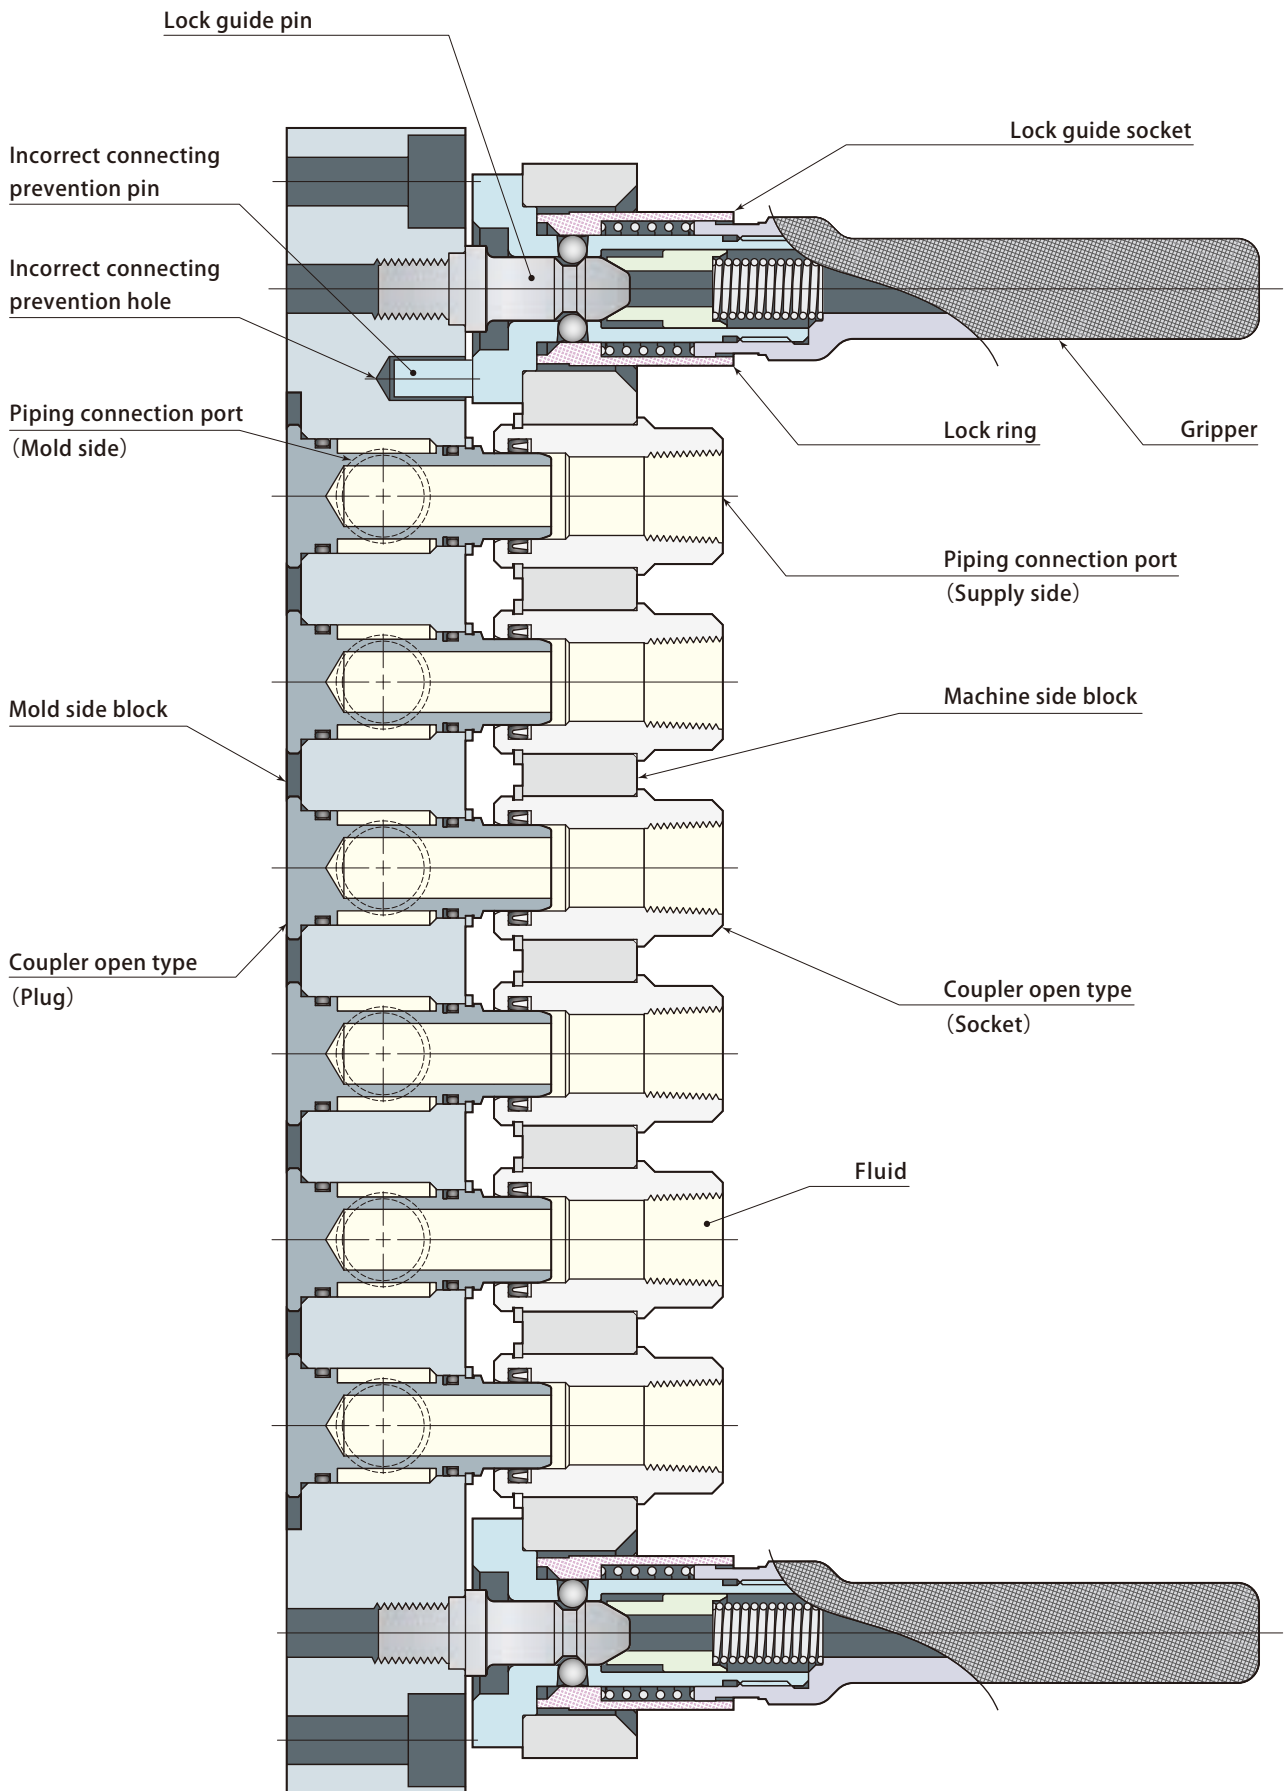 Lock guide pin
Lock guide socket
Incorrect connecting
prevention pin
Incorrect connecting
prevention hole
Piping connection port
（Mold side）
Lock ring
Gripper
Piping connection port
（Supply side）
Mold side block
Machine side block
Coupler open type
（Plug）
Coupler open type
（Socket）
Fluid